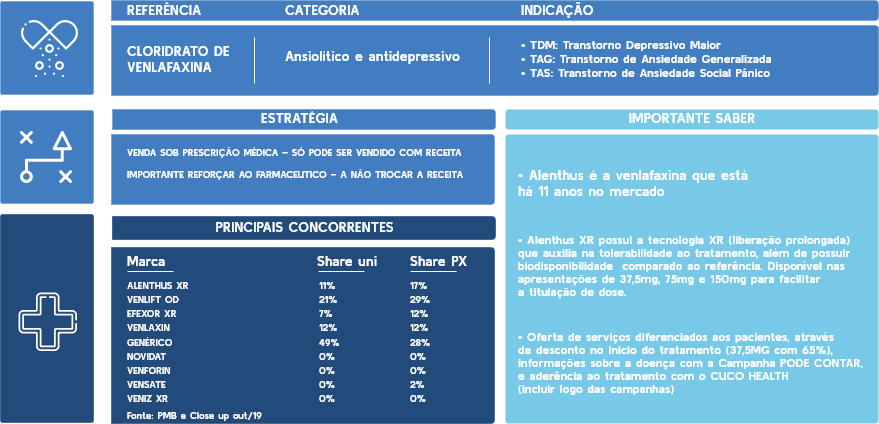 REFERÊNCIA CATEGORIA INDICAÇÃO
CLORIDRATO DE
VENLAFAXINA
Ansiolítico e antidepressivo
• TDM: Transtorno Depressivo Maior
• TAG: Transtorno de Ansiedade Generalizada
• TAS: Transtorno de Ansiedade Social Pânico
ESTRATÉGIA
VENDA SOB PRESCRIÇÃO MÉDICA – SÓ PODE SER VENDIDO COM RECEITA
IMPORTANTE REFORÇAR AO FARMACEUTICO – A NÃO TROCAR A RECEITA
PRINCIPAIS CONCORRENTES
Marca Share uni Share PX
ALENTHUS XR 11% 17%
VENLIFT OD 21% 29%
EFEXOR XR 7% 12%
VENLAXIN 12% 12%
GENÉRICO 49% 28%
NOVIDAT 0% 0%
VENFORIN 0% 0%
VENSATE 0% 2%
VENIZ XR 0% 0%
Fonte: PMB e Close up out/19
IMPORTANTE SABER
• Alenthus é a venlafaxina que está
há 11 anos no mercado
• Alenthus XR possui a tecnologia XR (liberação prolongada)
que auxilia na tolerabilidade ao tratamento, além de possuir
biodisponibilidade comparado ao referência. Disponível nas
apresentações de 37,5mg, 75mg e 150mg para facilitar
a titulação de dose.
• Oferta de serviços diferenciados aos pacientes, através
de desconto no início do tratamento (37,5MG com 65%),
informações sobre a doença com a Campanha PODE CONTAR,
e aderência ao tratamento com o CUCO HEALTH
(incluir logo das campanhas)